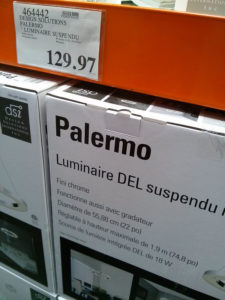 464442
DESIGN SOLUTIONS
PALERMO
LUMINAIRE SUSPENDU
129.97
dsi
Palermo
Luminaire DEL suspendu
Fini chrome
Fonctionne aussi avec gradateur
Diamètre de 55,88 cm (22 po)
Réglable à hauteur maximale de 1,9 m (74,8 po)
Source de lumière intégrée DEL de 18 W